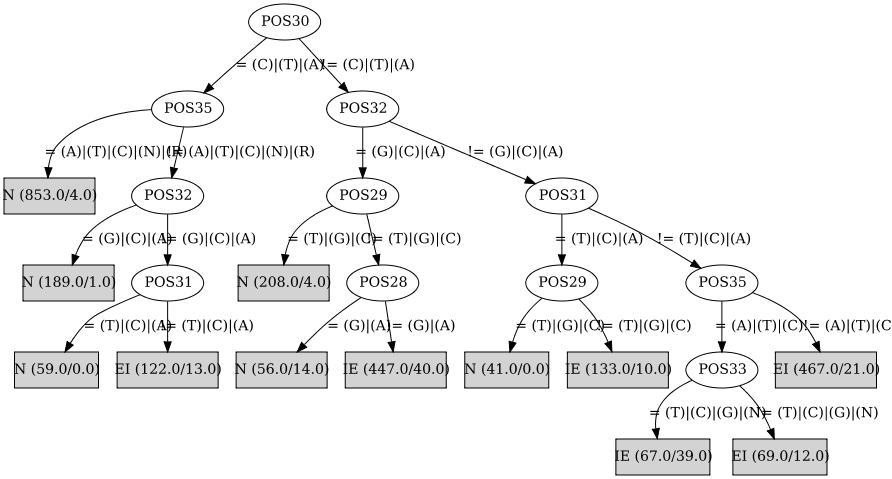 POS30
= (C)|(T)|(A) != (C)|(T)|(A)
POS35 POS32
= (A)|(T)|(C)|(N)|(R) != (A)|(T)|(C)|(N)|(R) = (G)|(C)|(A) != (G)|(C)|(A)
N (853.0/4.0) POS32 POS29 POS31
= (G)|(C)|(A) != (G)|(C)|(A) = (T)|(G)|(C) != (T)|(G)|(C) = (T)|(C)|(A) != (T)|(C)|(A)
N (189.0/1.0) POS31 N (208.0/4.0) POS28 POS29 POS35
= (T)|(C)|(A) != (T)|(C)|(A) = (G)|(A) != (G)|(A) = (T)|(G)|(C) != (T)|(G)|(C) = (A)|(T)|(C) != (A)|(T)|(C
N (59.0/0.0) EI (122.0/13.0) N (56.0/14.0) IE (447.0/40.0) N (41.0/0.0) IE (133.0/10.0) POS33 EI (467.0/21.0)
= (T)|(C)|(G)|(N) != (T)|(C)|(G)|(N)
IE (67.0/39.0) EI (69.0/12.0)